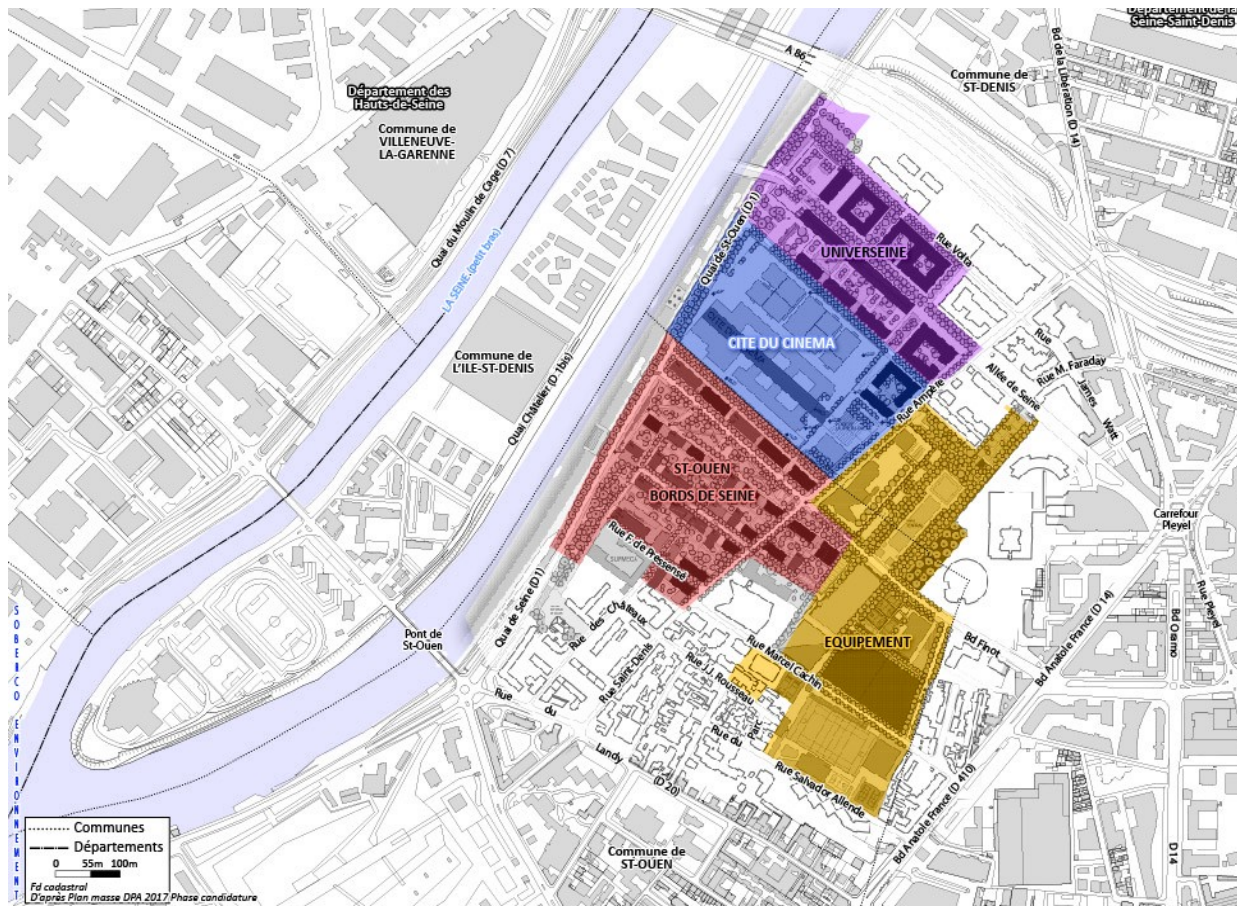 Département de la
Seine-Saint-Denis
A 86
Bd de la Libération (D 14)
Commune de
ST-DENIS
Département des
Hauts-de-Seine
Commune de
VILLENEUVE-
LA-GARENNE
Quai du Moulin de Cage (D 7)
LA SEINE (petit bras)
Quai de St-Ouen (D 1)
UNIVERSEINE
Rue Volta
CITE DU CINEMA
Commune de
L'ILE-ST-DENIS
Quai Châtelier (D 1bis)
Rue
James
Watt
Rue M. Faraday
Allée de Seine
Rue Ampère
ST-OUEN
BORDS DE SEINE
Carrefour
Pleyel
Rue F. de Pressensé
SUPMECA
Quai de Seine (D 1)
Rue des Châteaux
Rue Pleyel
Bd Ornano
Bd Anatole France (D 14)
EQUIPEMENT
Bd Finot
Pont de
St-Ouen
Rue Saint-Denis
Rue Marcel Cachin
Rue J.J. Rousseau
Rue du
Parc
Rue du
Landy
(D 20)
Rue Salvador Allende
Bd Anatole France (D 410)
Commune de
ST-OUEN
D 14
SOBERCO ENVIRONNEMENT
Communes
Départements
0 55m 100m
Fd cadastral
D'après Plan masse DPA 2017 Phase candidature